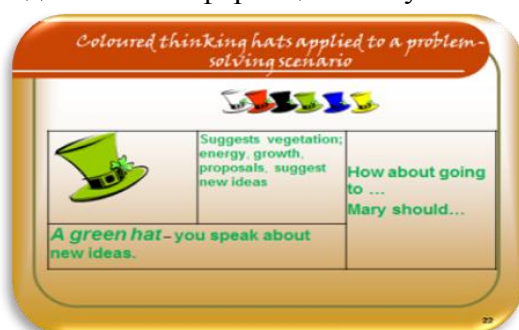 Coloured thinking hats applied to a problem-
solving scenario
Suggests vegetation;
energy, growth,
proposals, suggest
new ideas
How about going
to ...
Mary should...
A green hat – you speak about
new ideas.
22